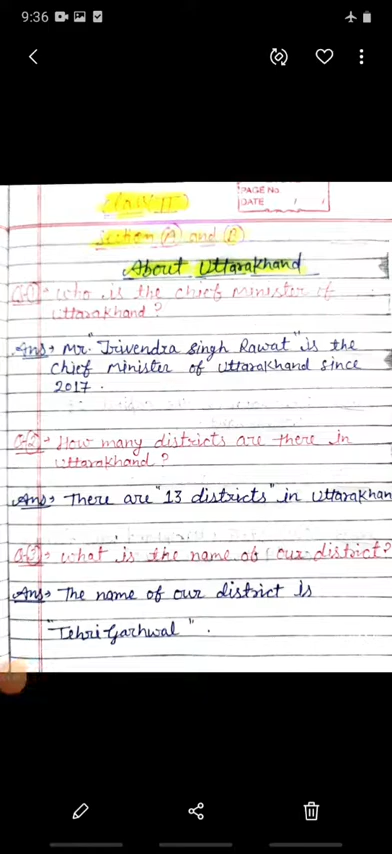 9:36
PAGE No.
DATE / /
Class II
section (A) and (B)
About Uttarakhand
Q.1) Who is the chief minister of
Uttarakhand?
Ans → Mr. "Trivendra Singh Rawat" is the
chief minister of Uttarakhand since
2017.
Q.2) How many districts are there in
Uttarakhand?
Ans → There are "13 districts" in Uttarakhan
Q.3) what is the name of our district?
Ans → The name of our district is
"Tehri Garhwal".